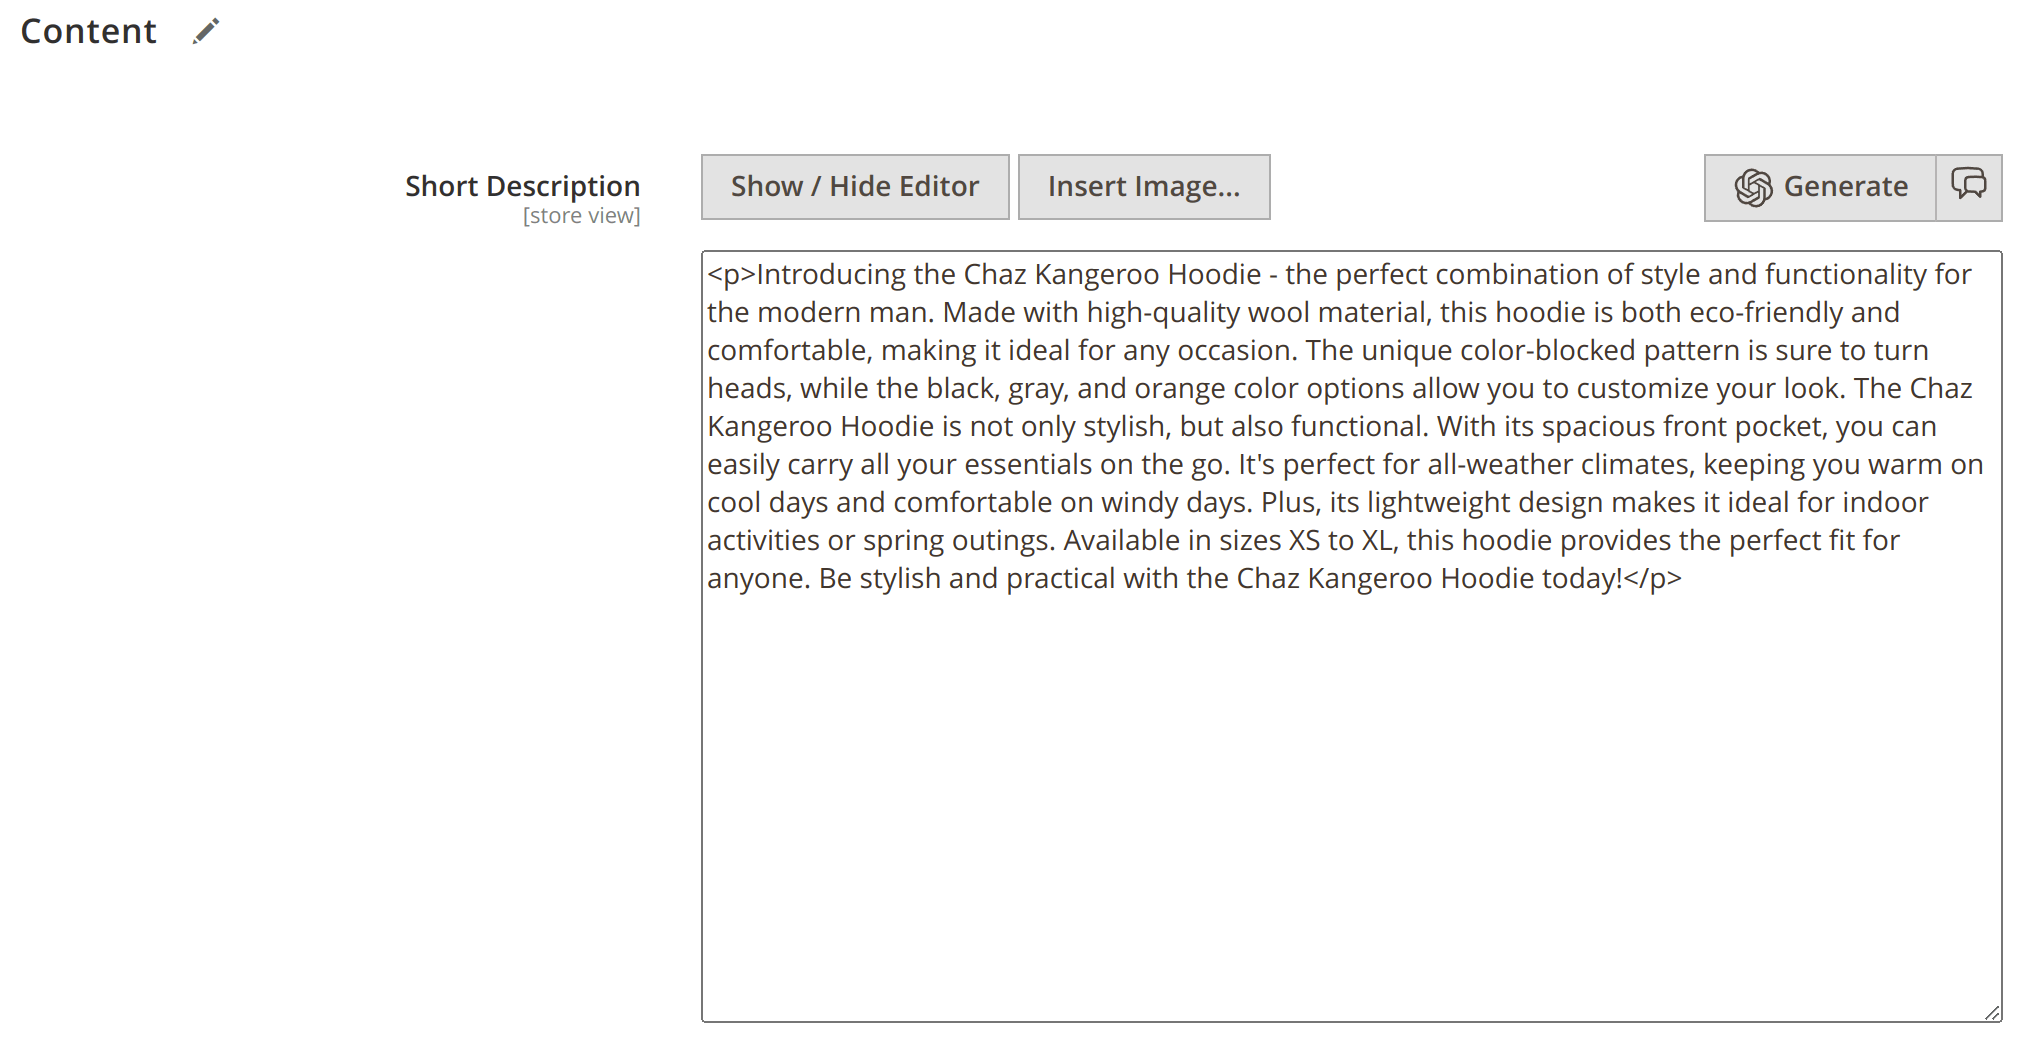 Content
Short Description
[store view]
Show / Hide Editor
Insert Image...
Generate
<p>Introducing the Chaz Kangeroo Hoodie - the perfect combination of style and functionality for
the modern man. Made with high-quality wool material, this hoodie is both eco-friendly and
comfortable, making it ideal for any occasion. The unique color-blocked pattern is sure to turn
heads, while the black, gray, and orange color options allow you to customize your look. The Chaz
Kangeroo Hoodie is not only stylish, but also functional. With its spacious front pocket, you can
easily carry all your essentials on the go. It's perfect for all-weather climates, keeping you warm on
cool days and comfortable on windy days. Plus, its lightweight design makes it ideal for indoor
activities or spring outings. Available in sizes XS to XL, this hoodie provides the perfect fit for
anyone. Be stylish and practical with the Chaz Kangeroo Hoodie today!</p>